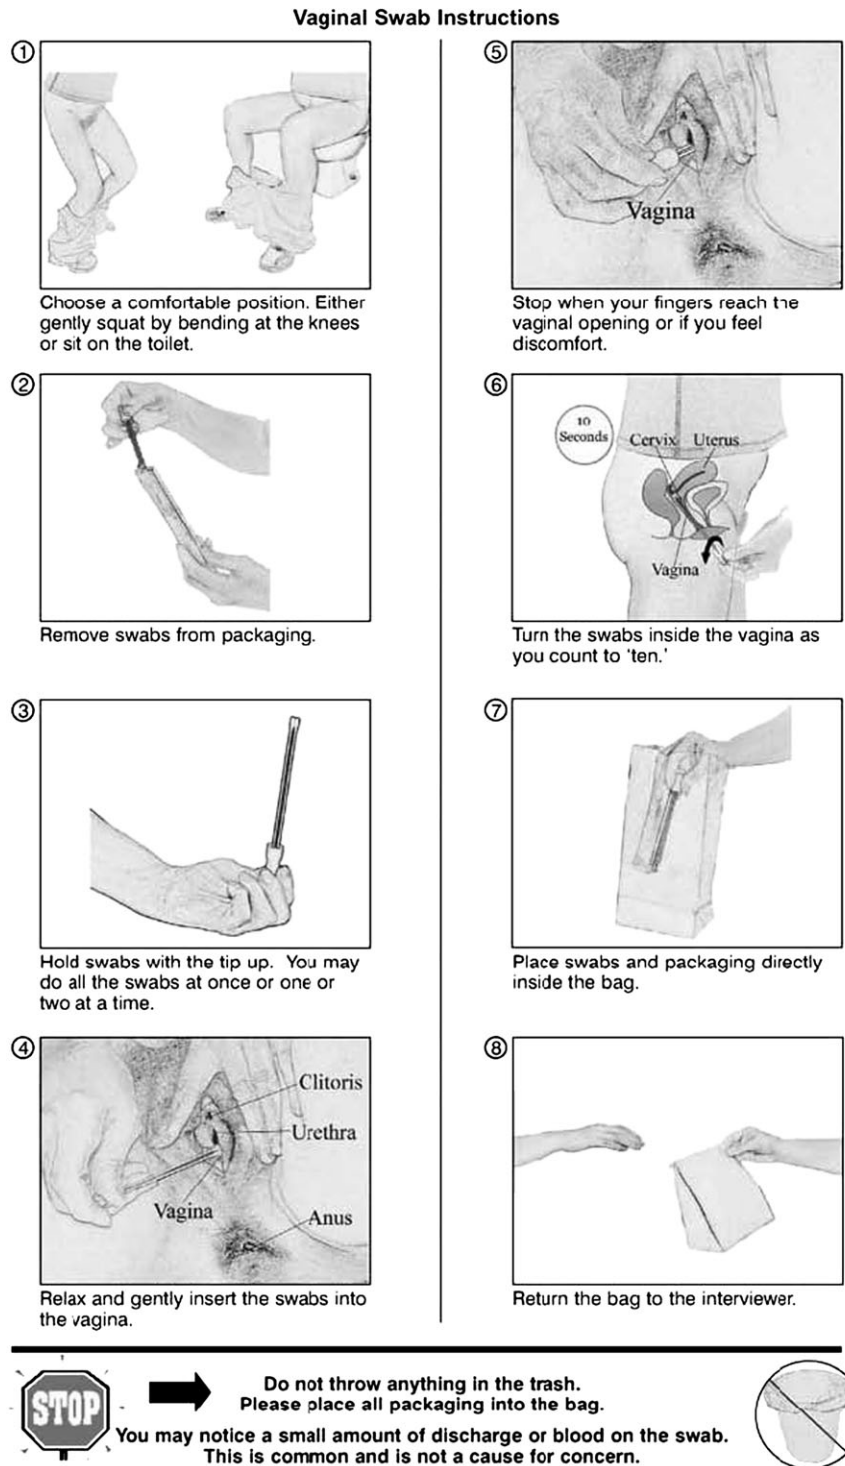 Vaginal Swab Instructions
1
Choose a comfortable position. Either
gently squat by bending at the knees
or sit on the toilet.
2
Remove swabs from packaging.
3
Hold swabs with the tip up. You may
do all the swabs at once or one or
two at a time.
4
Clitoris
Urethra
Vagina
Anus
Relax and gently insert the swabs into
the vagina.
5
Vagina
Stop when your fingers reach the
vaginal opening or if you feel
discomfort.
6
10
Seconds
Cervix Uterus
Vagina
Turn the swabs inside the vagina as
you count to ‘ten.’
7
Place swabs and packaging directly
inside the bag.
8
Return the bag to the interviewer.
STOP
Do not throw anything in the trash.
Please place all packaging into the bag.
You may notice a small amount of discharge or blood on the swab.
This is common and is not a cause for concern.